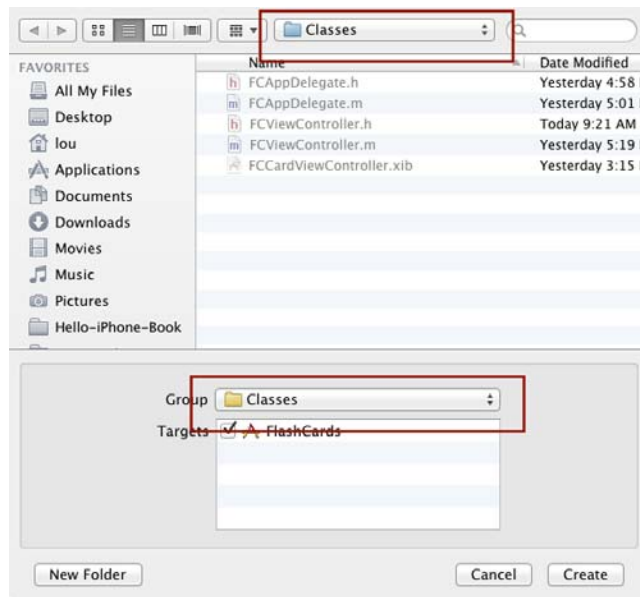 Classes
FAVORITES
All My Files
Desktop
lou
Applications
Documents
Downloads
Movies
Music
Pictures
Hello-iPhone-Book
Name Date Modified
h FCAppDelegate.h Yesterday 4:58
m FCAppDelegate.m Yesterday 5:01
h FCViewController.h Today 9:21 AM
m FCViewController.m Yesterday 5:19
FCCardViewController.xib Yesterday 3:15
Group Classes
Targets FlashCards
New Folder Cancel Create